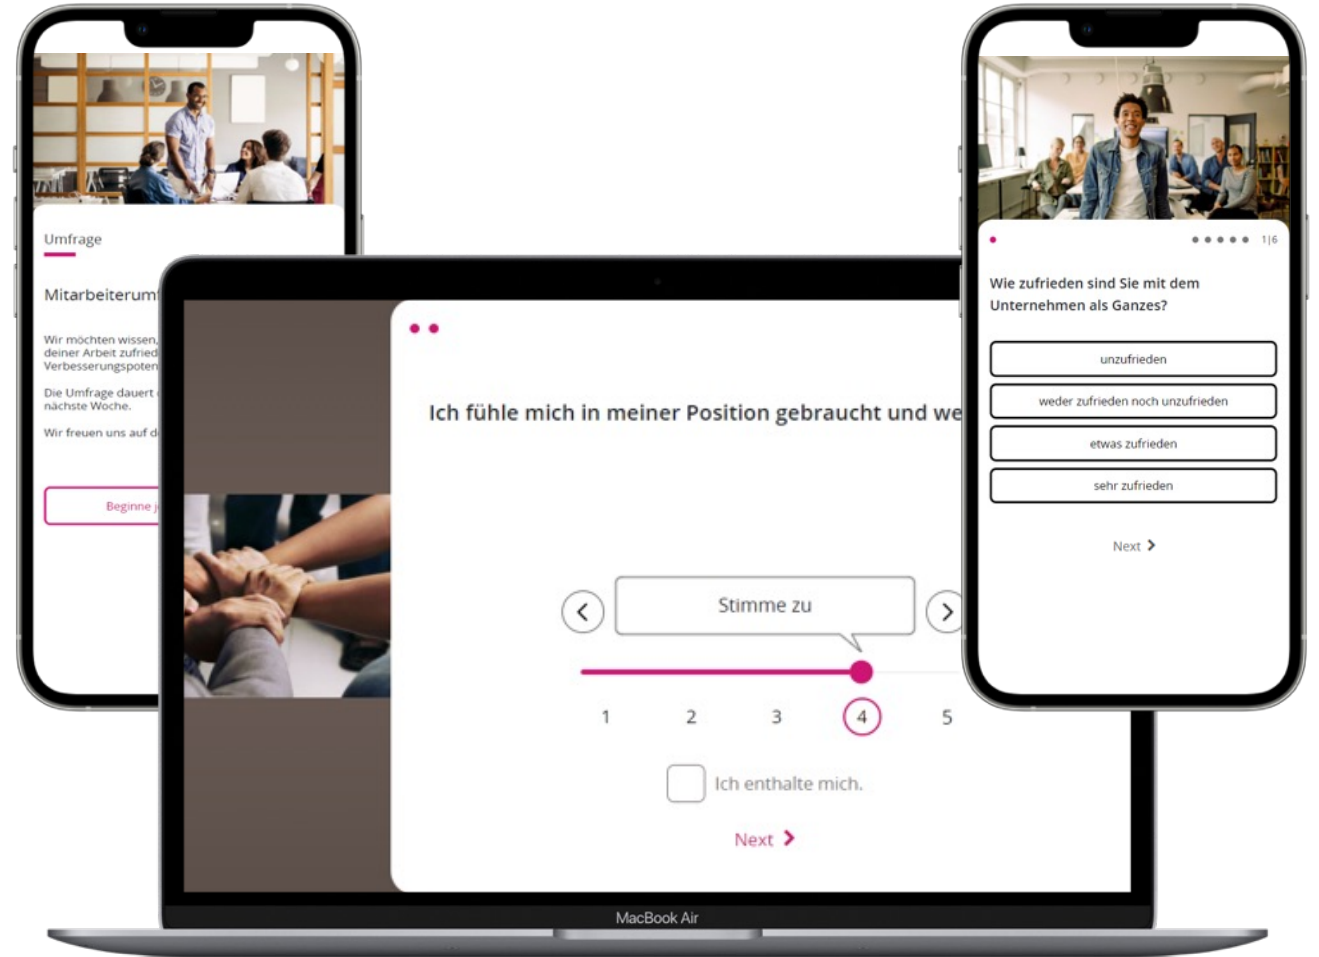 Umfrage
Mitarbeiterum
Wir möchten wissen,
deiner Arbeit zufried
Verbesserungspoten
Die Umfrage dauert
nächste Woche.
Wir freuen uns auf d
Beginne j
Ich fühle mich in meiner Position gebraucht und we
Stimme zu
1 2 3 4 5
Ich enthalte mich.
Next
MacBook Air
1|6
Wie zufrieden sind Sie mit dem
Unternehmen als Ganzes?
unzufrieden
weder zufrieden noch unzufrieden
etwas zufrieden
sehr zufrieden
Next